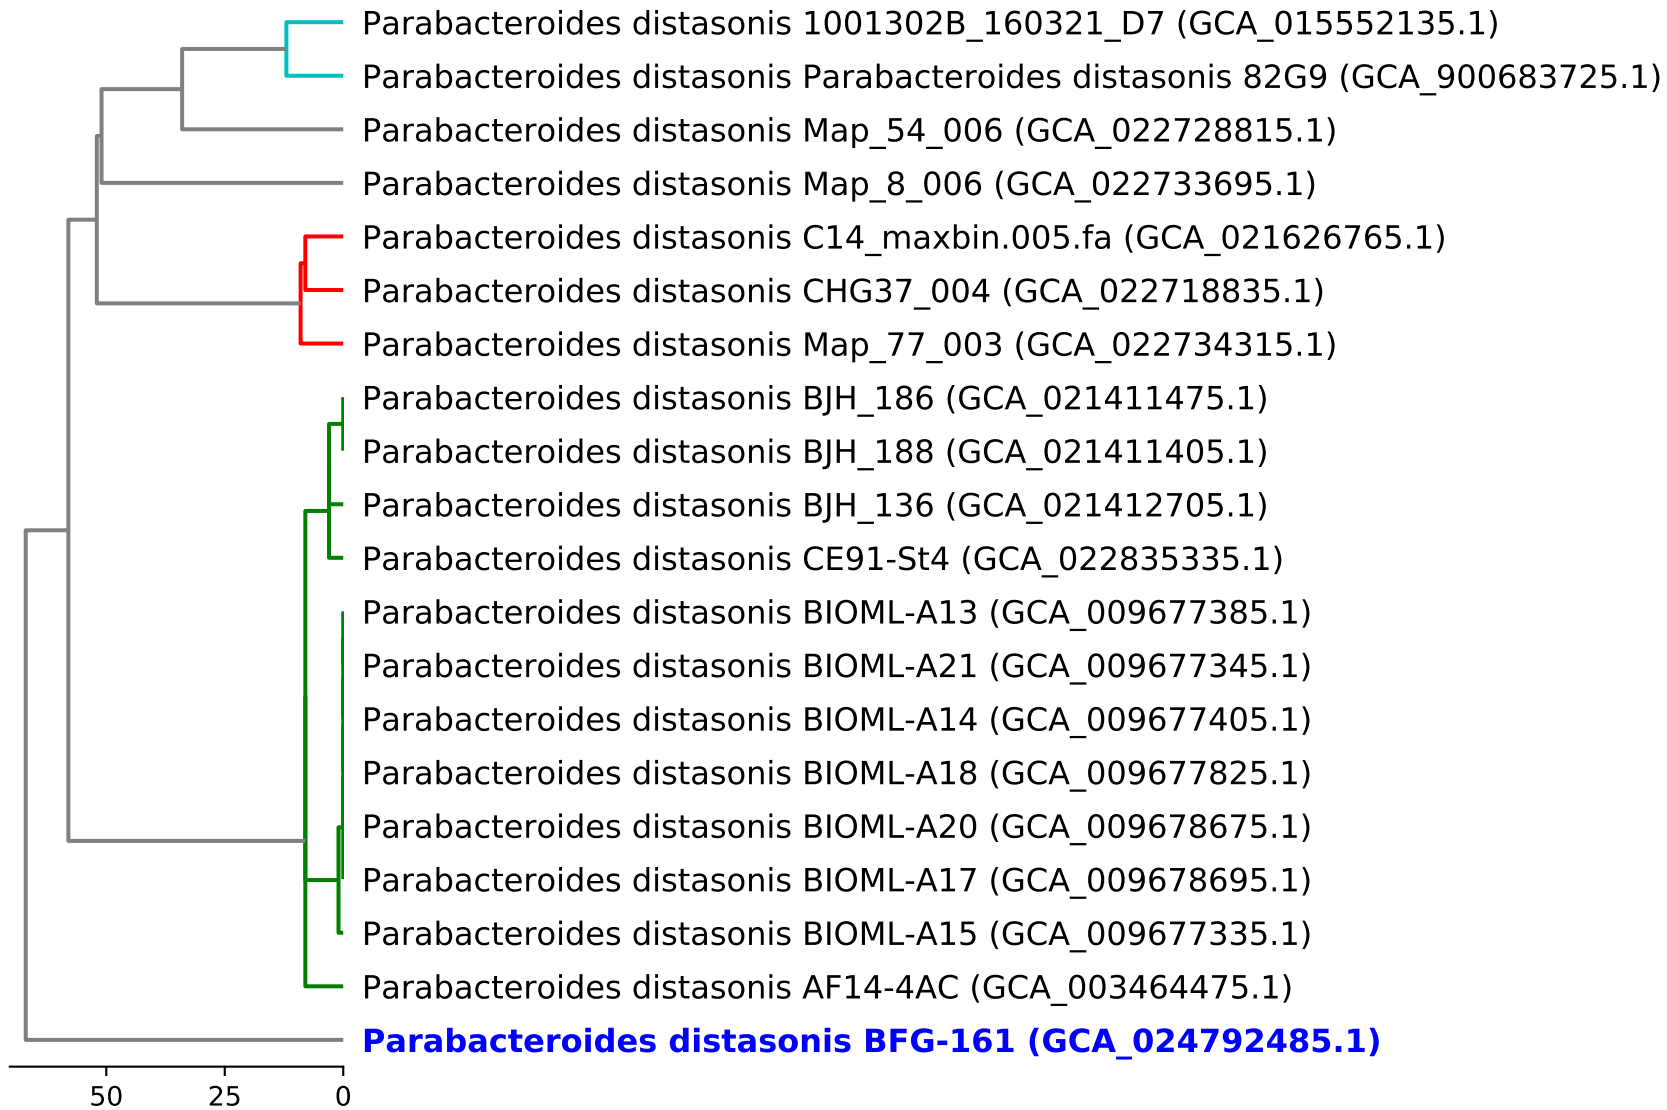 Parabacteroides distasonis 1001302B_160321_D7 (GCA_015552135.1)
Parabacteroides distasonis Parabacteroides distasonis 82G9 (GCA_900683725.1)
Parabacteroides distasonis Map_54_006 (GCA_022728815.1)
Parabacteroides distasonis Map_8_006 (GCA_022733695.1)
Parabacteroides distasonis C14_maxbin.005.fa (GCA_021626765.1)
Parabacteroides distasonis CHG37_004 (GCA_022718835.1)
Parabacteroides distasonis Map_77_003 (GCA_022734315.1)
Parabacteroides distasonis BJH_186 (GCA_021411475.1)
Parabacteroides distasonis BJH_188 (GCA_021411405.1)
Parabacteroides distasonis BJH_136 (GCA_021412705.1)
Parabacteroides distasonis CE91-St4 (GCA_022835335.1)
Parabacteroides distasonis BIOML-A13 (GCA_009677385.1)
Parabacteroides distasonis BIOML-A21 (GCA_009677345.1)
Parabacteroides distasonis BIOML-A14 (GCA_009677405.1)
Parabacteroides distasonis BIOML-A18 (GCA_009677825.1)
Parabacteroides distasonis BIOML-A20 (GCA_009678675.1)
Parabacteroides distasonis BIOML-A17 (GCA_009678695.1)
Parabacteroides distasonis BIOML-A15 (GCA_009677335.1)
Parabacteroides distasonis AF14-4AC (GCA_003464475.1)
Parabacteroides distasonis BFG-161 (GCA_024792485.1)
50 25 0